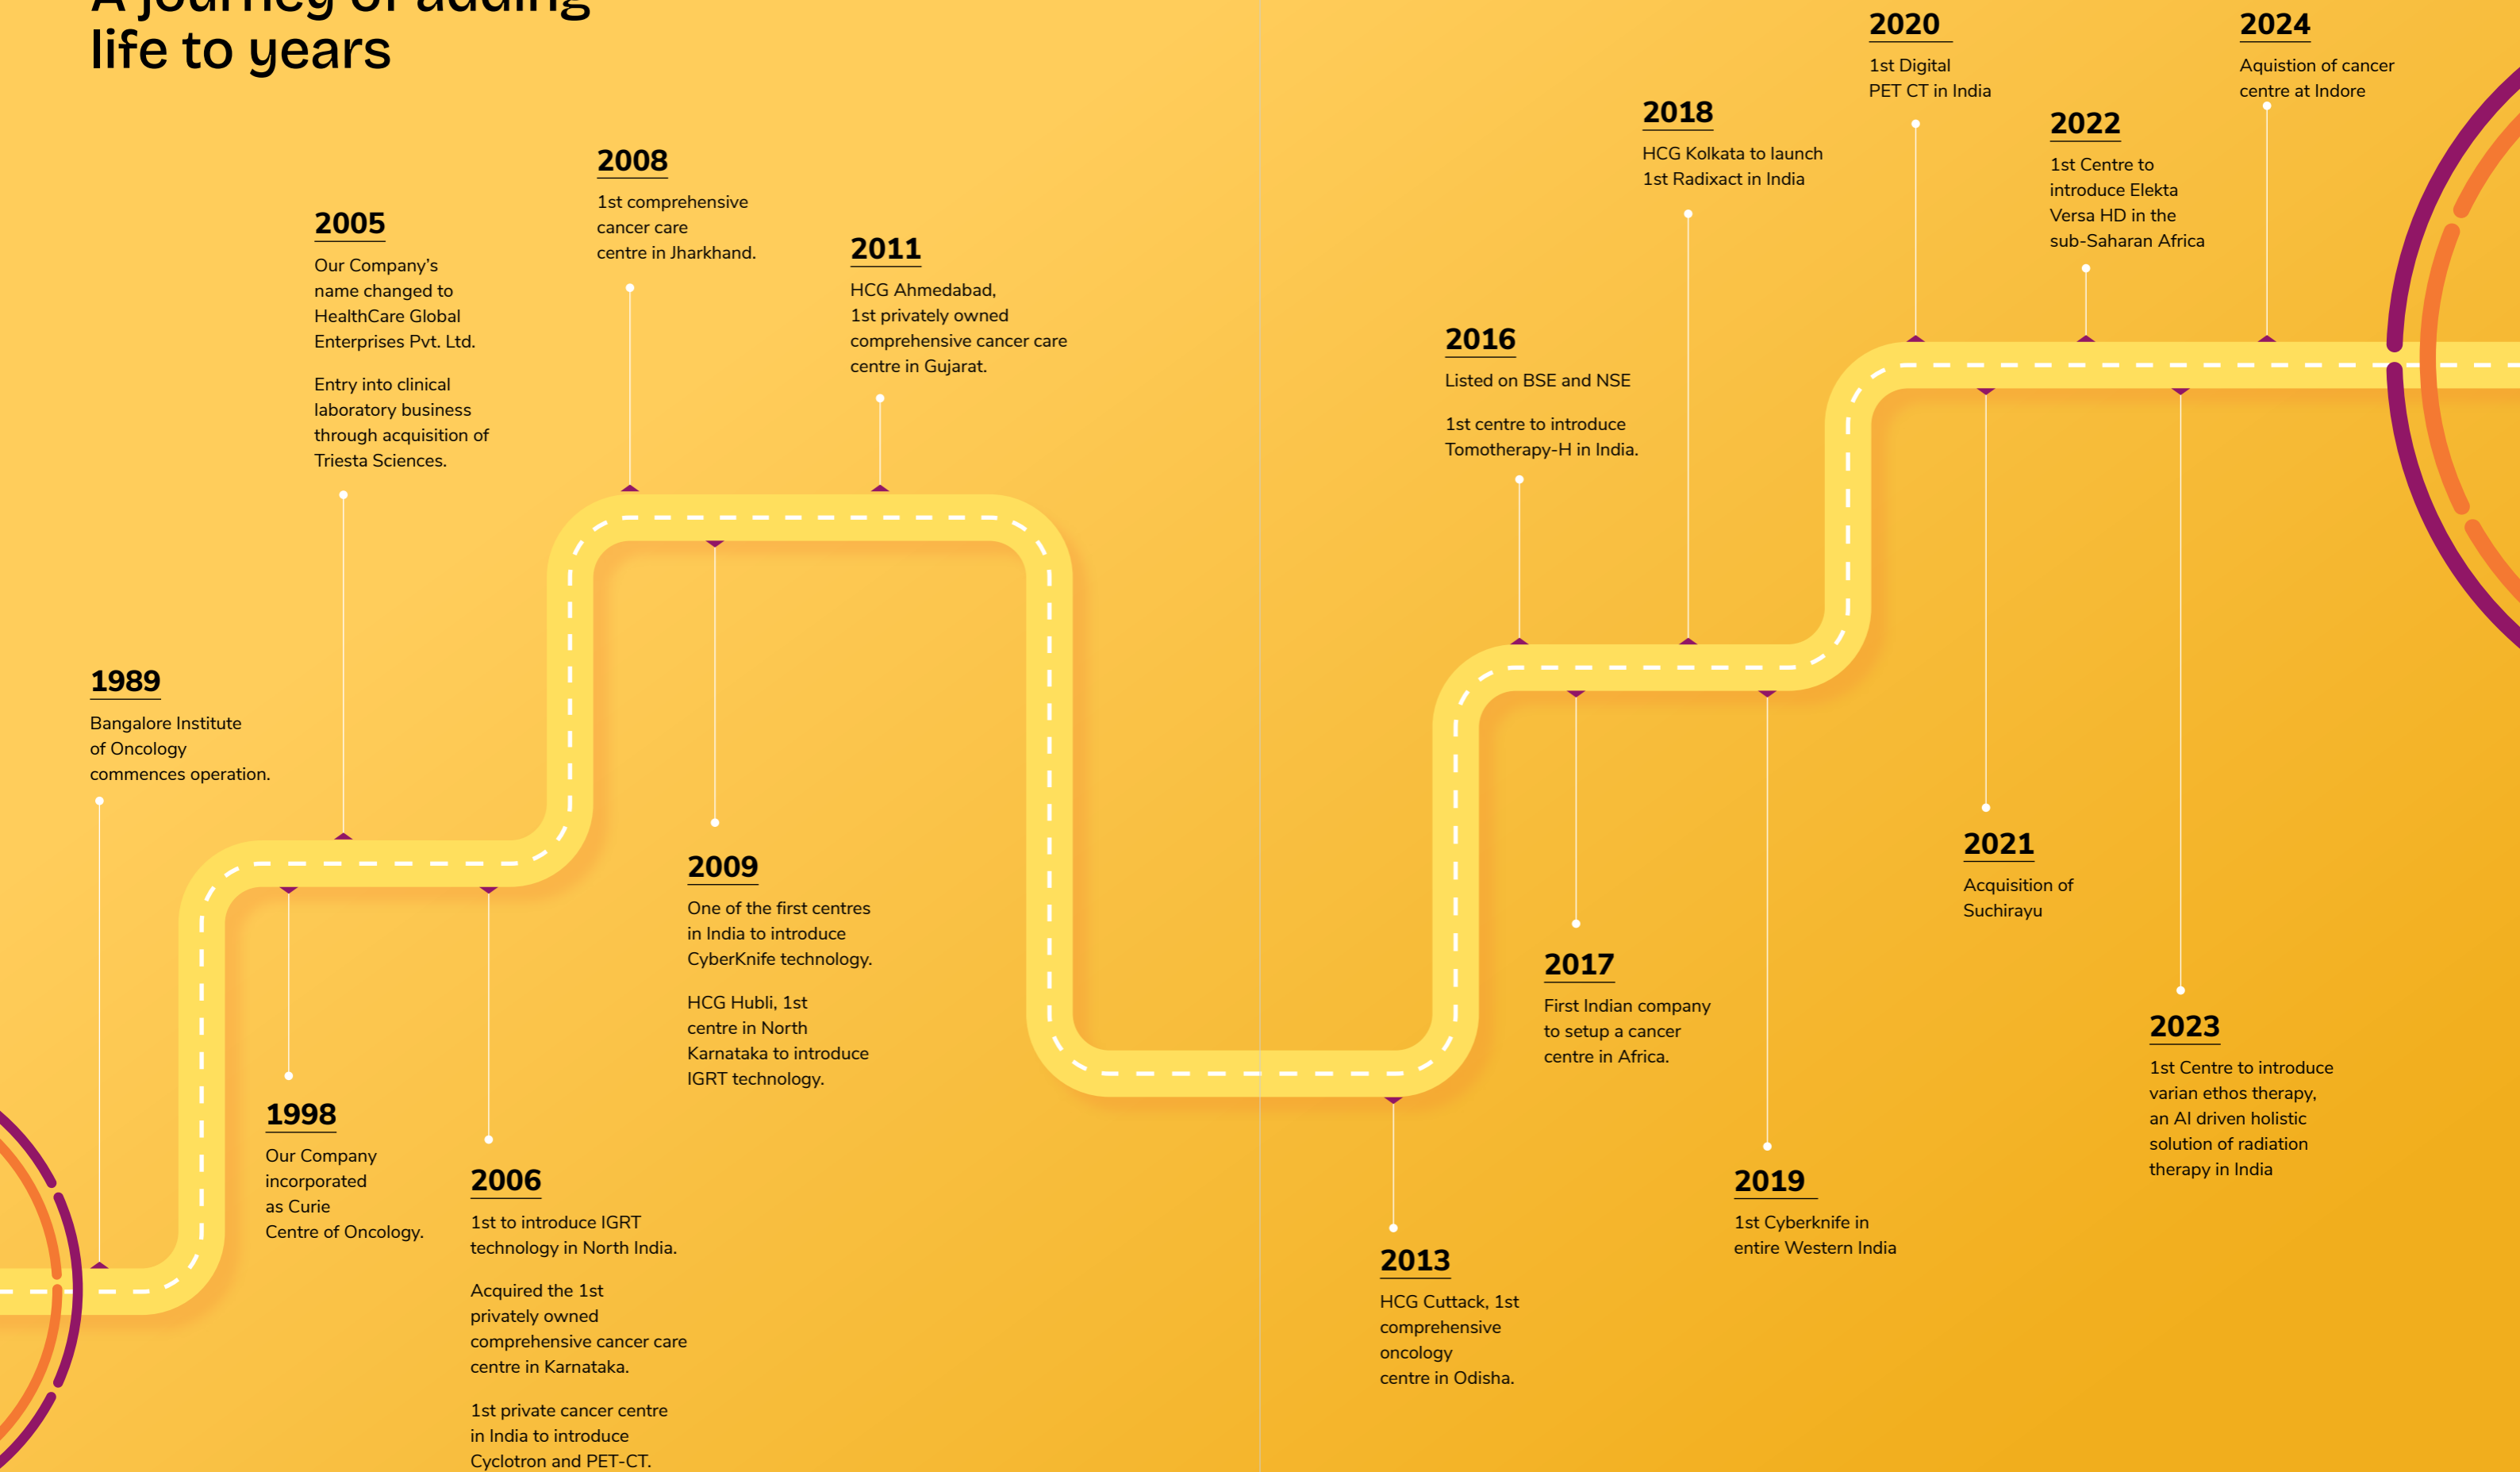 A journey of adding
life to years
1989
Bangalore Institute
of Oncology
commences operation.
1998
Our Company
incorporated
as Curie
Centre of Oncology.
2005
Our Company’s
name changed to
HealthCare Global
Enterprises Pvt. Ltd.
Entry into clinical
laboratory business
through acquisition of
Triesta Sciences.
2006
1st to introduce IGRT
technology in North India.
Acquired the 1st
privately owned
comprehensive cancer care
centre in Karnataka.
1st private cancer centre
in India to introduce
Cyclotron and PET-CT.
2008
1st comprehensive
cancer care
centre in Jharkhand.
2009
One of the first centres
in India to introduce
CyberKnife technology.
HCG Hubli, 1st
centre in North
Karnataka to introduce
IGRT technology.
2011
HCG Ahmedabad,
1st privately owned
comprehensive cancer care
centre in Gujarat.
2013
HCG Cuttack, 1st
comprehensive
oncology
centre in Odisha.
2016
Listed on BSE and NSE
1st centre to introduce
Tomotherapy-H in India.
2017
First Indian company
to setup a cancer
centre in Africa.
2018
HCG Kolkata to launch
1st Radixact in India
2019
1st Cyberknife in
entire Western India
2020
1st Digital
PET CT in India
2021
Acquisition of
Suchirayu
2022
1st Centre to
introduce Elekta
Versa HD in the
sub-Saharan Africa
2023
1st Centre to introduce
varian ethos therapy,
an AI driven holistic
solution of radiation
therapy in India
2024
Aquistion of cancer
centre at Indore